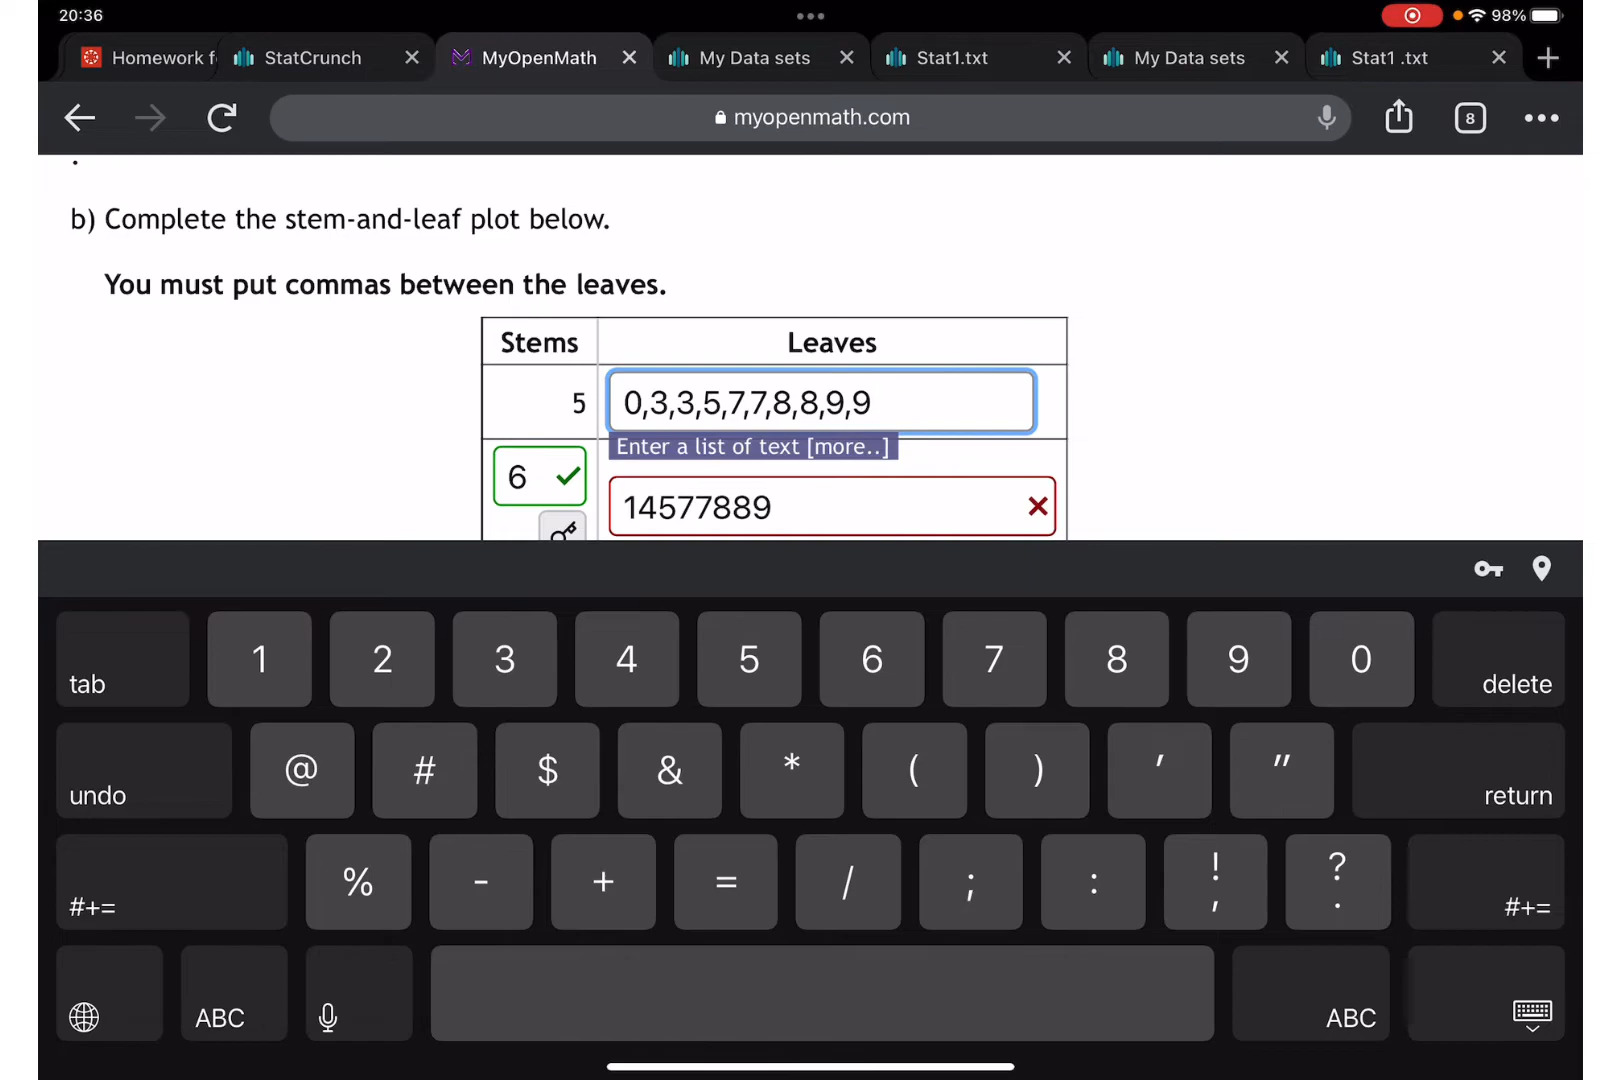 20:36
98%
Homework f
StatCrunch
MyOpenMath
My Data sets
Stat1.txt
My Data sets
Stat1 .txt
myopenmath.com
8
b) Complete the stem-and-leaf plot below.
You must put commas between the leaves.
Stems Leaves
5 0,3,3,5,7,7,8,8,9,9
Enter a list of text [more..]
6 14577889
tab 1 2 3 4 5 6 7 8 9 0 delete
undo @ # $ & * ( ) ' " return
#+= % - + = / ; : ! , ? . #+=
ABC ABC